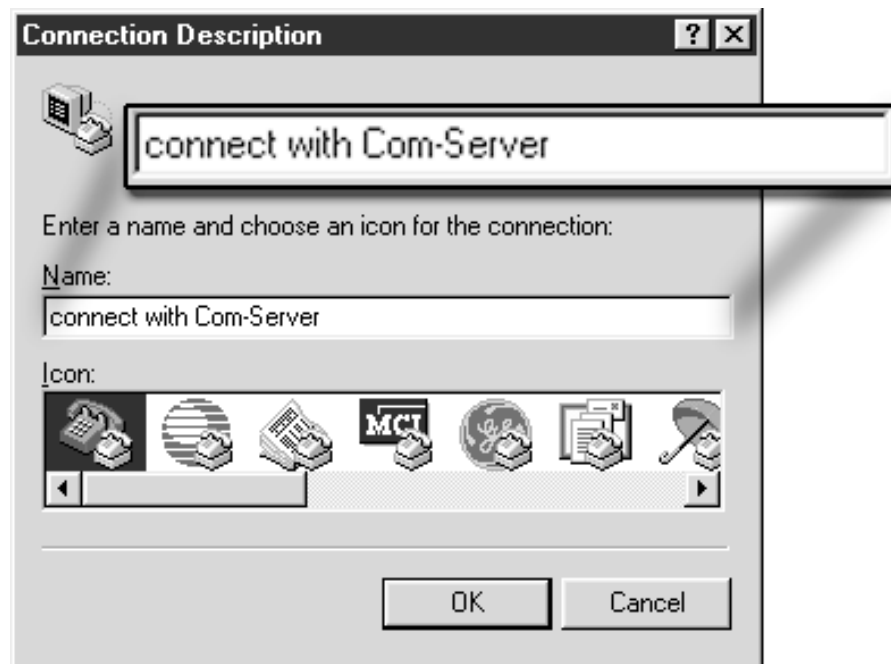 Connection Description
connect with Com-Server
Enter a name and choose an icon for the connection:
Name:
connect with Com-Server
Icon:
MCI
OK
Cancel